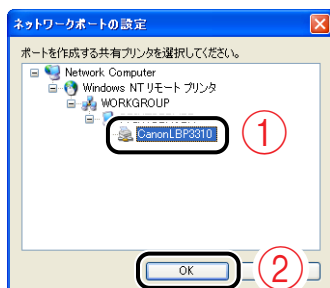 ネットワークポートの設定
ポートを作成する共有プリンタを選択してください。
Network Computer
Windows NT リモート プリンタ
WORKGROUP
CanonLBP3310
①
OK
②